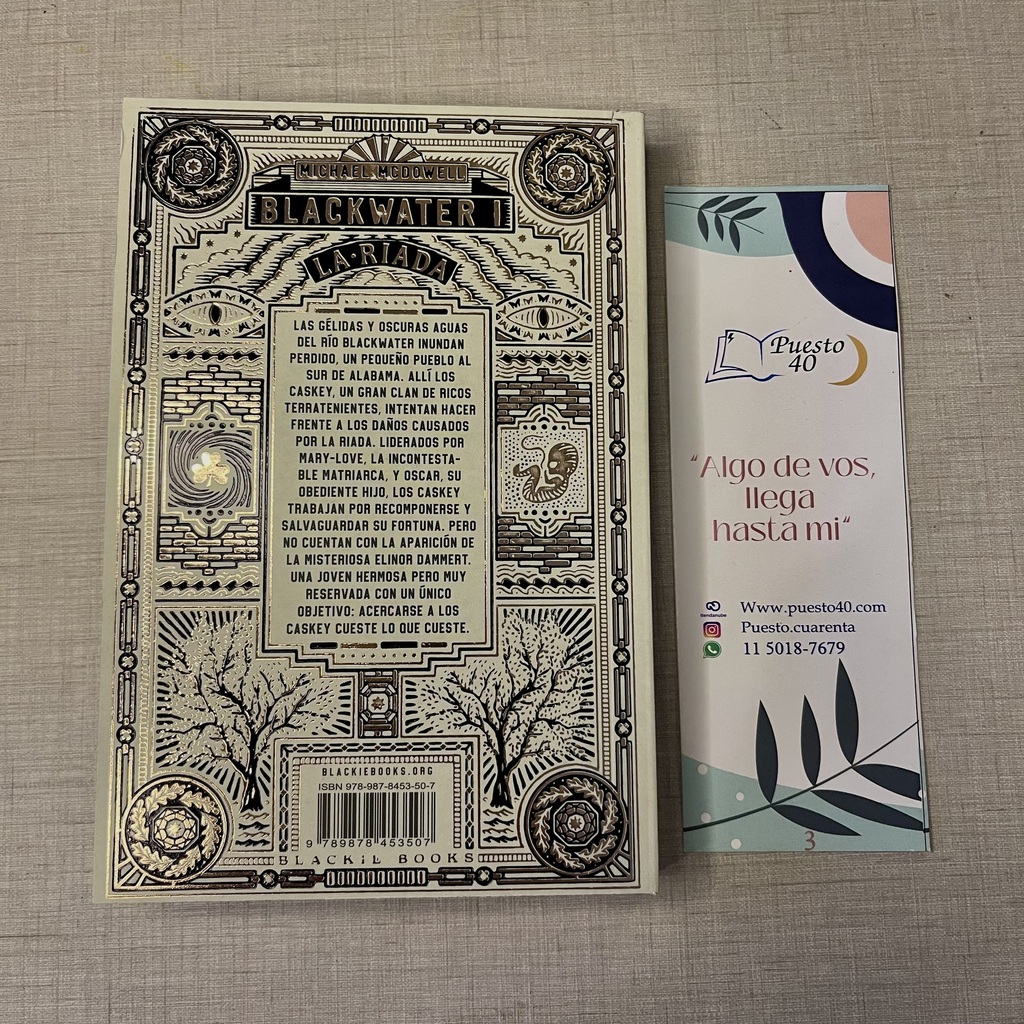 MICHAEL MCDOWELL
BLACKWATER I
LA·RIADA
LAS GÉLIDAS Y OSCURAS AGUAS
DEL RÍO BLACKWATER INUNDAN
PERDIDO, UN PEQUEÑO PUEBLO AL
SUR DE ALABAMA. ALLÍ LOS
CASKEY, UN GRAN CLAN DE RICOS
TERRATENIENTES, INTENTAN HACER
FRENTE A LOS DAÑOS CAUSADOS
POR LA RIADA. LIDERADOS POR
MARY-LOVE, LA INCONTESTA-
BLE MATRIARCA, Y OSCAR, SU
OBEDIENTE HIJO, LOS CASKEY
TRABAJAN POR RECOMPONERSE Y
SALVAGUARDAR SU FORTUNA. PERO
NO CUENTAN CON LA APARICIÓN DE
LA MISTERIOSA ELINOR DAMMERT.
UNA JOVEN HERMOSA PERO MUY
RESERVADA CON UN ÚNICO
OBJETIVO: ACERCARSE A LOS
CASKEY CUESTE LO QUE CUESTE.
BLACKIEBOOKS.ORG
ISBN 978-987-8453-50-7
9 789878 453507
BLACKIE BOOKS
Puesto
40
"Algo de vos,
llega
hasta mi"
tiendanube
Www.puesto40.com
Puesto.cuarenta
11 5018-7679
3